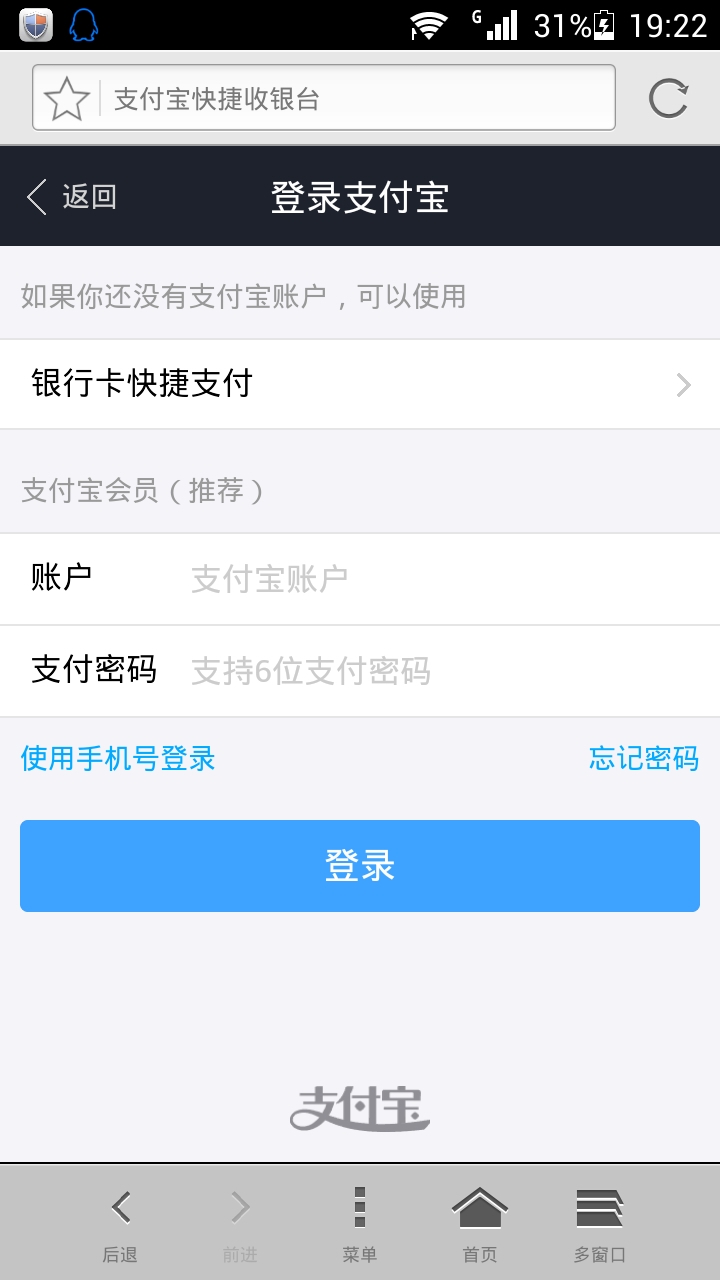 G 31% 19:22
支付宝快捷收银台
返回 登录支付宝
如果你还没有支付宝账户，可以使用
银行卡快捷支付
支付宝会员（推荐）
账户 支付宝账户
支付密码 支持6位支付密码
使用手机号登录 忘记密码
登录
支付宝
后退 前进 菜单 首页 多窗口